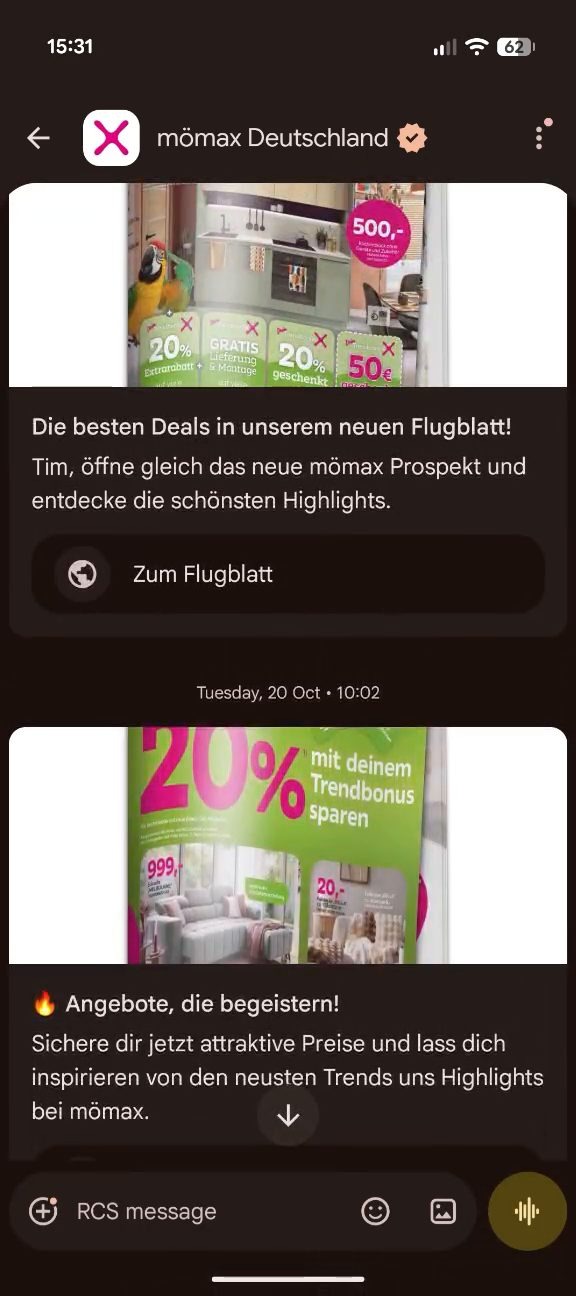 15:31
62
mömax Deutschland
500,-
20%
Extrarabatt
GRATIS
Lieferung
& Montage
20%
geschenkt
50€
Die besten Deals in unserem neuen Flugblatt!
Tim, öffne gleich das neue mömax Prospekt und
entdecke die schönsten Highlights.
Zum Flugblatt
Tuesday, 20 Oct • 10:02
20%
mit deinem
Trendbonus
sparen
999,-
20,-
🔥 Angebote, die begeistern!
Sichere dir jetzt attraktive Preise und lass dich
inspirieren von den neusten Trends uns Highlights
bei mömax.
RCS message